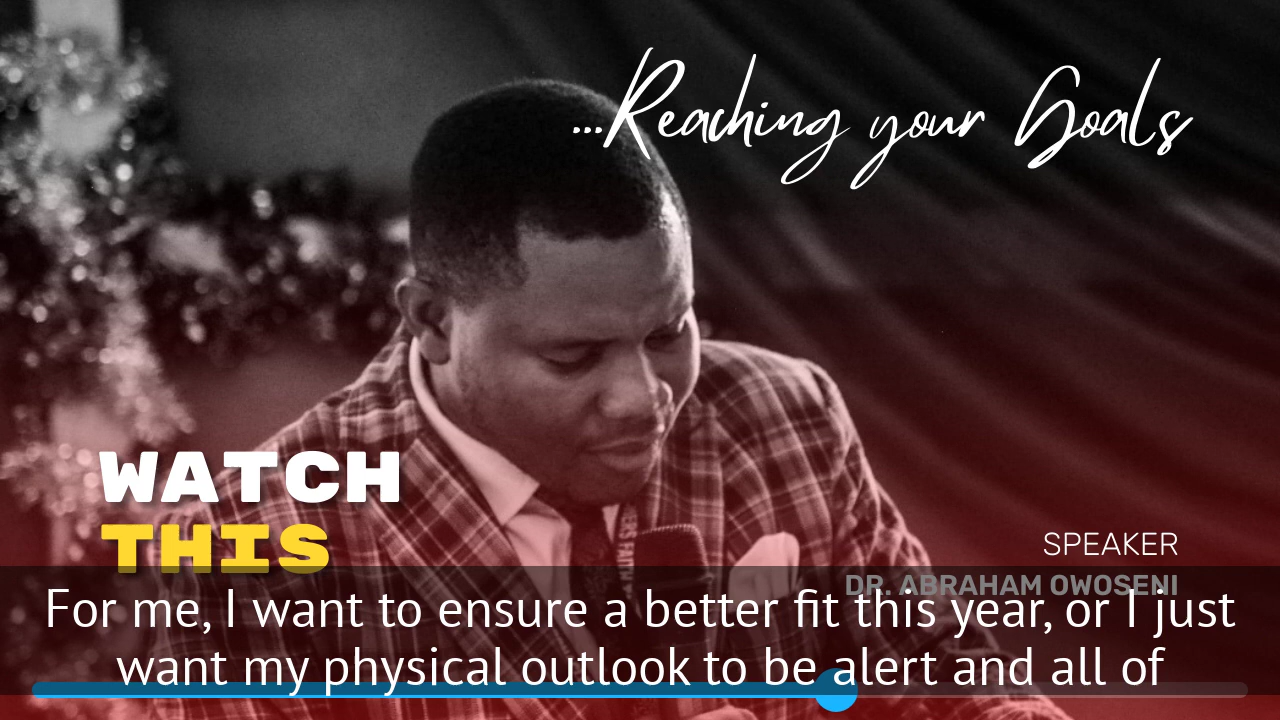 ...Reaching your Goals
WATCH
THIS
SPEAKER
DR. ABRAHAM OWOSENI
For me, I want to ensure a better fit this year, or I just
want my physical outlook to be alert and all of